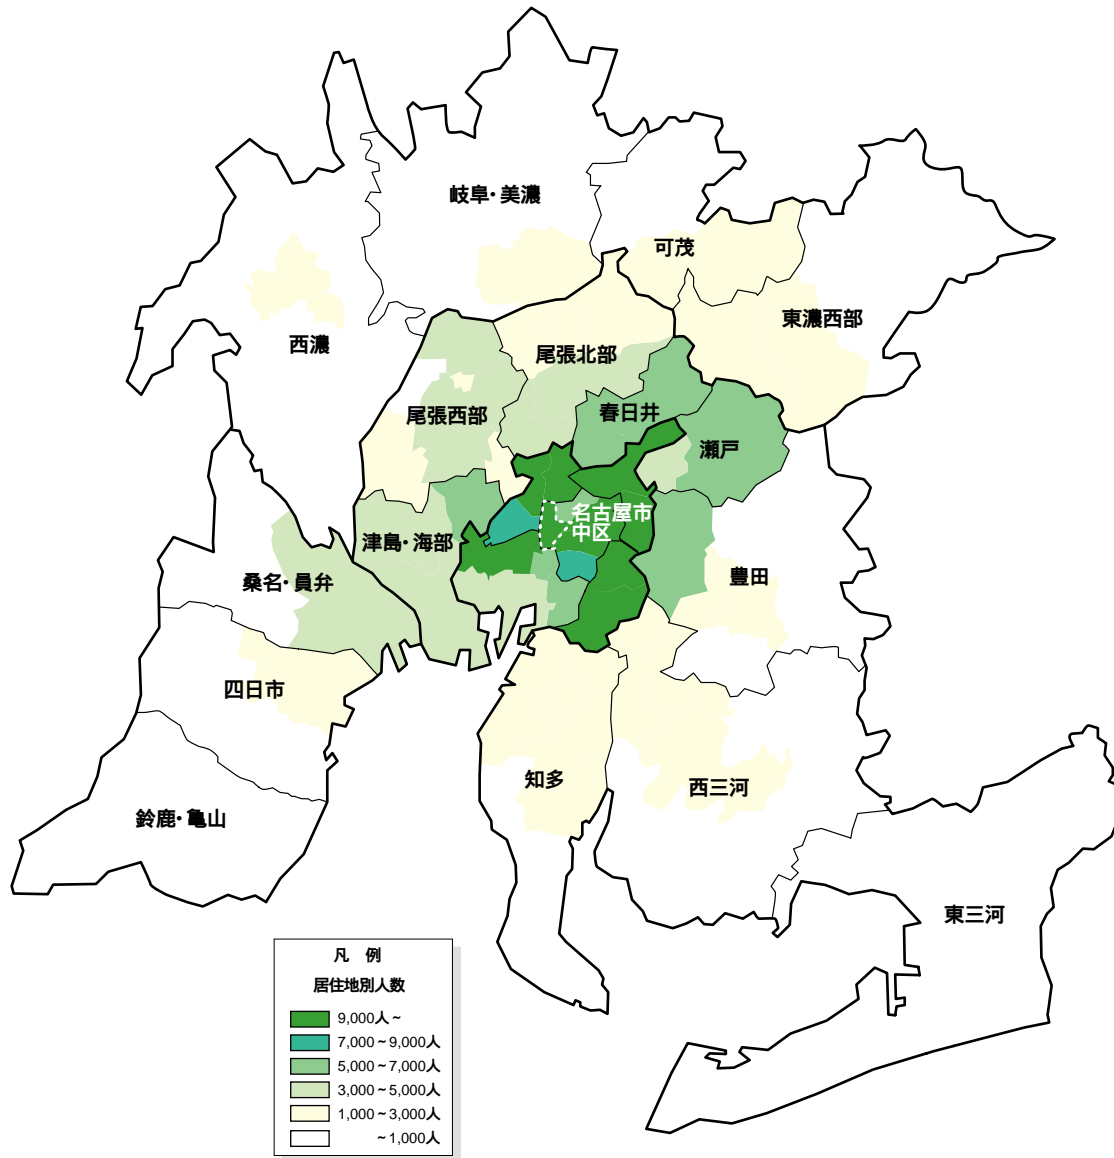 岐阜・美濃
可茂
東濃西部
西濃
尾張北部
尾張西部
春日井
瀬戸
名古屋市
中区
津島・海部
桑名・員弁
豊田
四日市
知多
西三河
鈴鹿・亀山
東三河
凡 例
居住地別人数
9,000人~
7,000~9,000人
5,000~7,000人
3,000~5,000人
1,000~3,000人
~1,000人